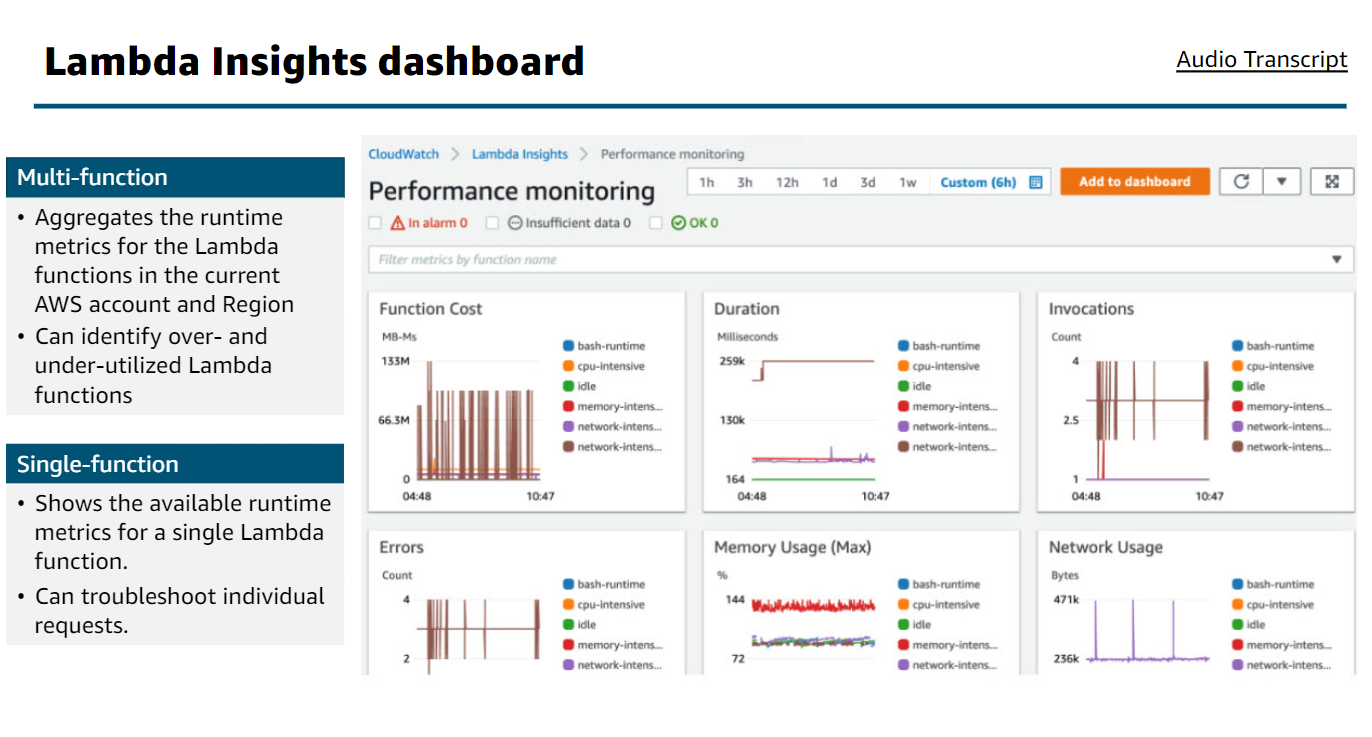 Lambda Insights dashboard
Audio Transcript
Multi-function
• Aggregates the runtime
metrics for the Lambda
functions in the current
AWS account and Region
• Can identify over- and
under-utilized Lambda
functions
Single-function
• Shows the available runtime
metrics for a single Lambda
function.
• Can troubleshoot individual
requests.
CloudWatch > Lambda Insights > Performance monitoring
Performance monitoring
1h 3h 12h 1d 3d 1w Custom (6h) Add to dashboard
In alarm 0 Insufficient data 0 OK 0
Filter metrics by function name
Function Cost
MB-Ms
133M
66.3M
0
04:48 10:47
bash-runtime
cpu-intensive
idle
memory-intens...
network-intens...
network-intens...
Duration
Milliseconds
259k
130k
164
04:48 10:47
bash-runtime
cpu-intensive
idle
memory-intens...
network-intens...
network-intens...
Invocations
Count
4
2.5
1
04:48 10:47
bash-runtime
cpu-intensive
idle
memory-intens...
network-intens...
network-intens...
Errors
Count
4
2
bash-runtime
cpu-intensive
idle
memory-intens...
network-intens...
Memory Usage (Max)
%
144
72
bash-runtime
cpu-intensive
idle
memory-intens...
network-intens...
Network Usage
Bytes
471k
236k
bash-runtime
cpu-intensive
idle
memory-intens...
network-intens...